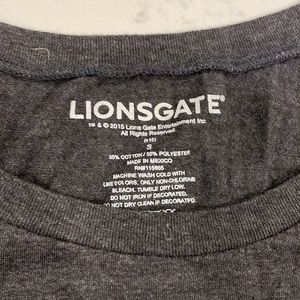 LIONSGATE®
TM & © 2015 Lions Gate Entertainment Inc.
All Rights Reserved.
S
50% COTTON / 50% POLYESTER
MADE IN MEXICO
MACHINE WASH COLD WITH
LIKE COLORS, ONLY NON-CHLORINE
BLEACH. TUMBLE DRY LOW.
DO NOT IRON IF DECORATED.
DO NOT DRY CLEAN IF DECORATED.